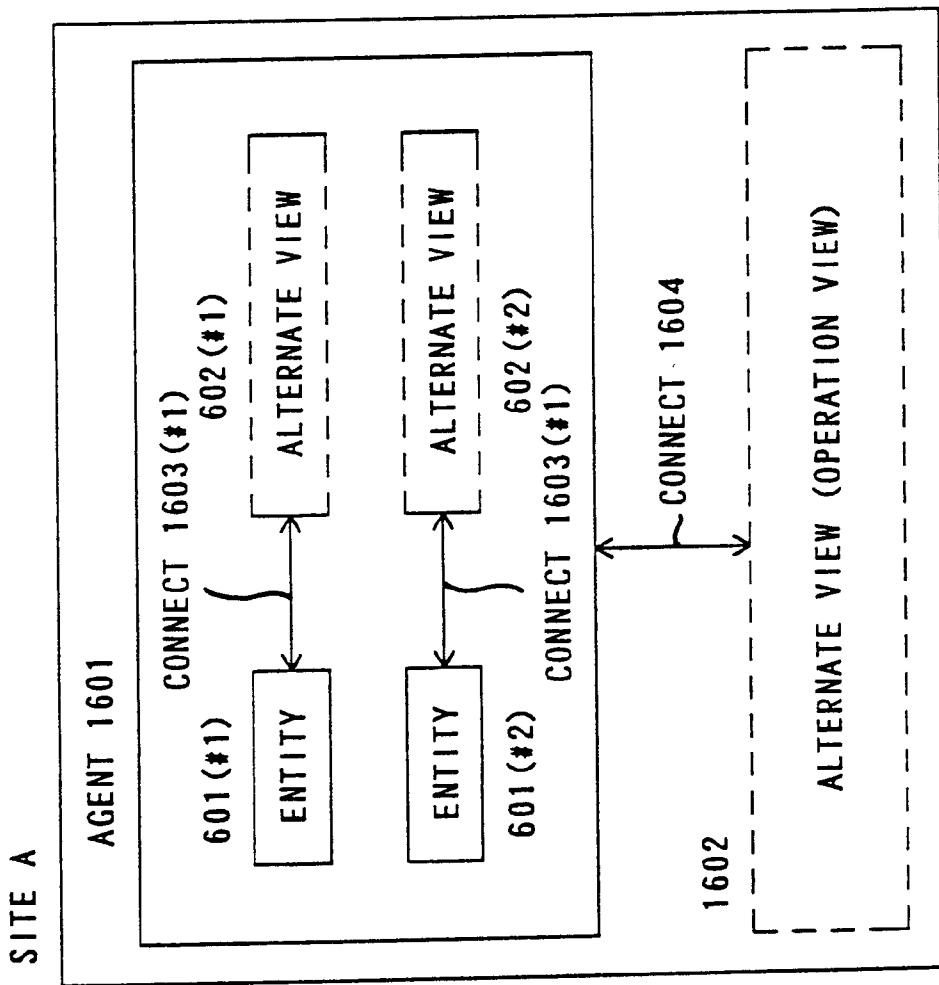 SITE A
AGENT 1601
CONNECT 1603(#1)
601(#1)
602(#1)
ENTITY
ALTERNATE VIEW
ENTITY
ALTERNATE VIEW
601(#2)
602(#2)
CONNECT 1603(#1)
CONNECT 1604
1602
ALTERNATE VIEW (OPERATION VIEW)